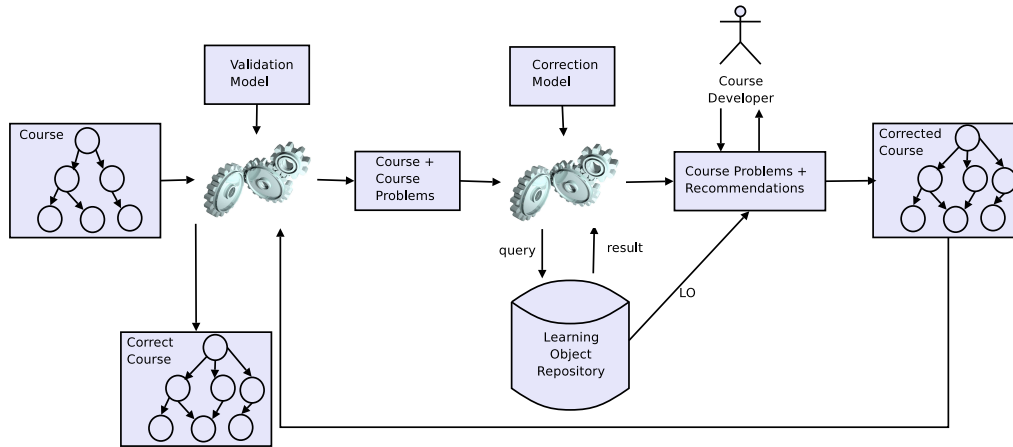 Validation
Model
Correction
Model
Course
Developer
Course
Course +
Course
Problems
Course Problems +
Recommendations
Corrected
Course
query
result
LO
Correct
Course
Learning
Object
Repository